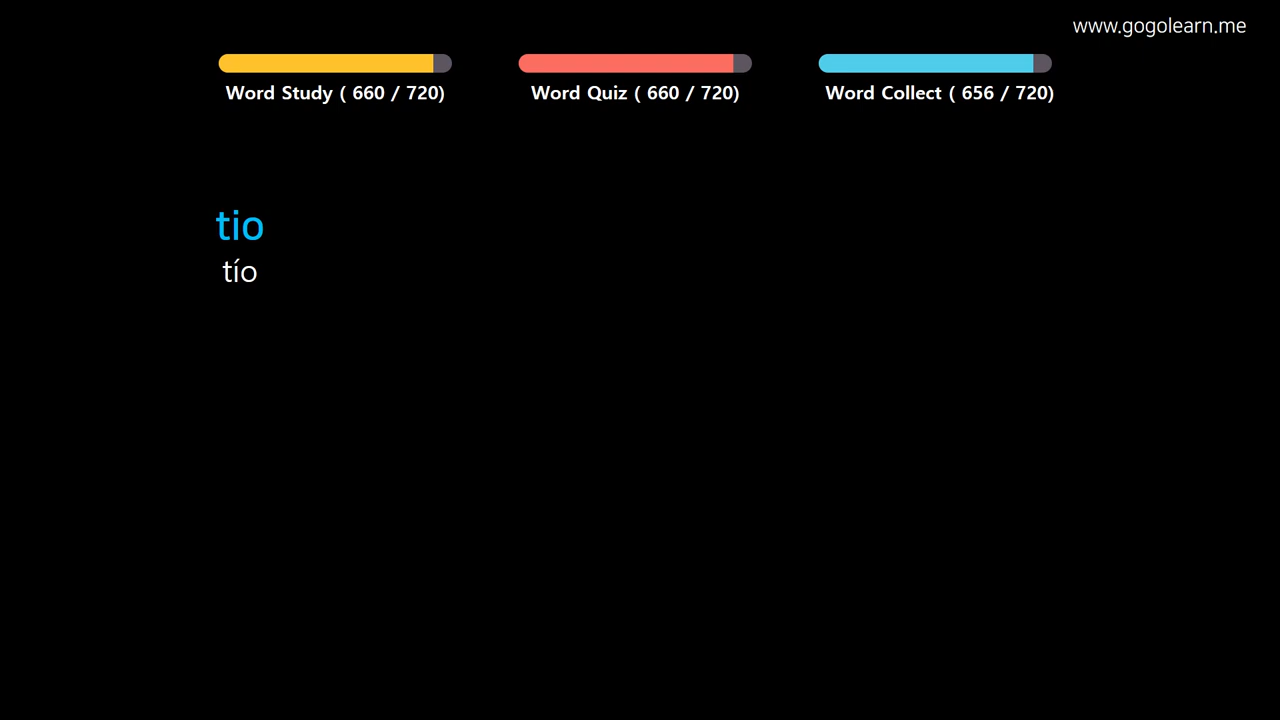 www.gogolearn.me
Word Study ( 660 / 720)
Word Quiz ( 660 / 720)
Word Collect ( 656 / 720)
tio
tío